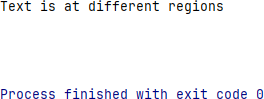 Text is at different regions
Process finished with exit code 0